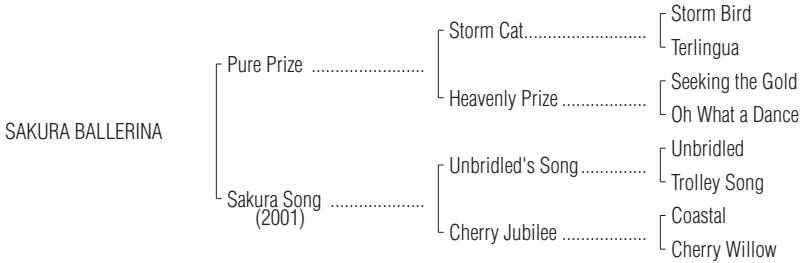 Storm Bird
Storm Cat........................
Terlingua
Pure Prize ......................
Seeking the Gold
Heavenly Prize ................
Oh What a Dance
SAKURA BALLERINA
Unbridled
Unbridled's Song.............
Trolley Song
Sakura Song ..................
(2001)
Coastal
Cherry Jubilee ................
Cherry Willow